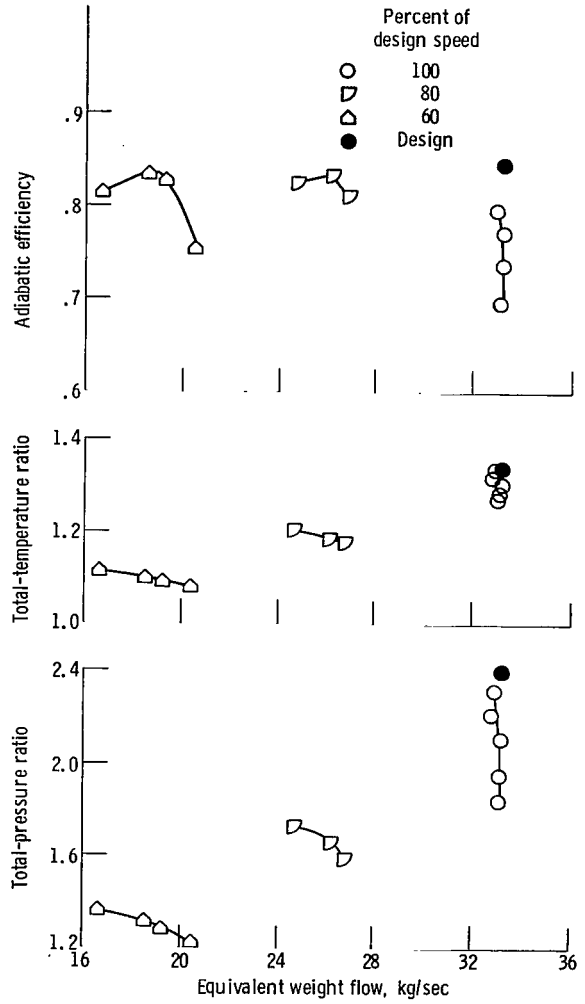 Percent of
design speed
100
80
60
Design
.9
.8
.7
.6
Adiabatic efficiency
1.4
1.2
1.0
Total-temperature ratio
2.4
2.0
1.6
1.2
Total-pressure ratio
16 20 24 28 32 36
Equivalent weight flow, kg/sec